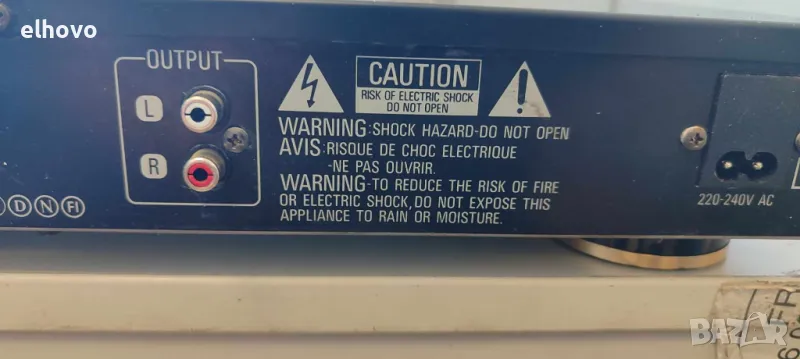 elhovo
OUTPUT
L
R
CAUTION
RISK OF ELECTRIC SHOCK
DO NOT OPEN
WARNING:SHOCK HAZARD-DO NOT OPEN
AVIS:RISQUE DE CHOC ELECTRIQUE
-NE PAS OUVRIR.
WARNING-TO REDUCE THE RISK OF FIRE
OR ELECTRIC SHOCK, DO NOT EXPOSE THIS
APPLIANCE TO RAIN OR MOISTURE.
D N FI
220-240V AC
FR
BAZAR